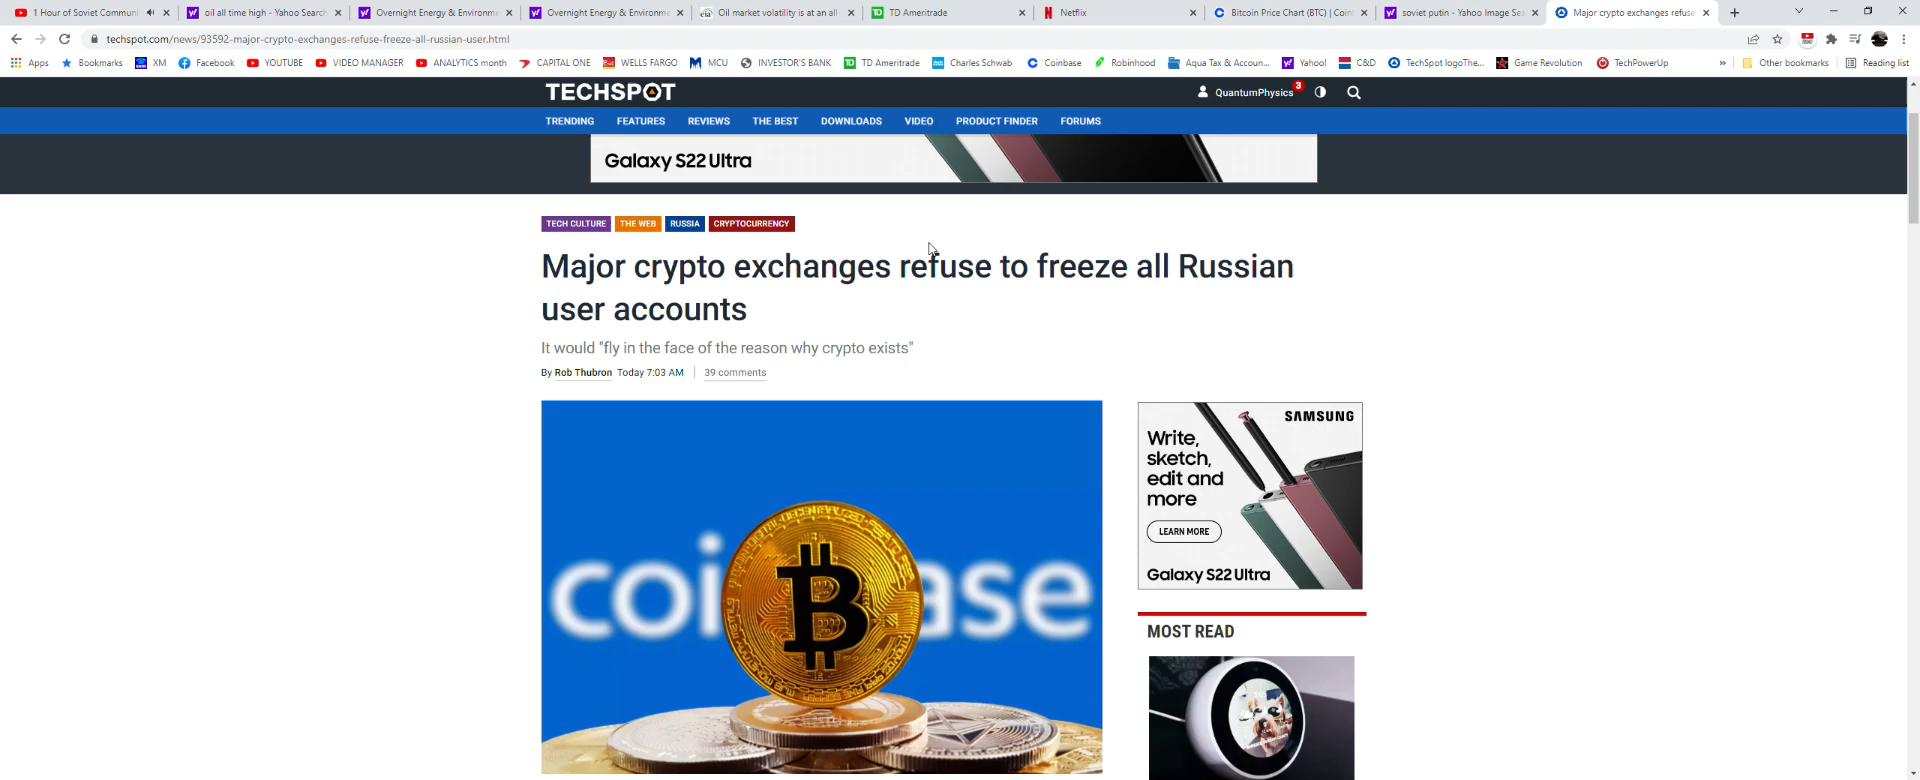 1 Hour of Soviet Communi
oil all time high - Yahoo Search
Overnight Energy & Environme
Overnight Energy & Environme
eia Oil market volatility is at an all
TD Ameritrade
Netflix
Bitcoin Price Chart (BTC) | Coin
soviet putin - Yahoo Image Sea
Major crypto exchanges refuse
techspot.com/news/93592-major-crypto-exchanges-refuse-freeze-all-russian-user.html
Apps
Bookmarks
XM
Facebook
YOUTUBE
VIDEO MANAGER
ANALYTICS month
CAPITAL ONE
WELLS FARGO
MCU
INVESTOR'S BANK
TD Ameritrade
Charles Schwab
Coinbase
Robinhood
Aqua Tax & Accoun...
Yahoo!
C&D
TechSpot logoThe...
Game Revolution
TechPowerUp
»
Other bookmarks
Reading list
TECHSPOT
QuantumPhysics 3
TRENDING FEATURES REVIEWS THE BEST DOWNLOADS VIDEO PRODUCT FINDER FORUMS
Galaxy S22 Ultra
TECH CULTURE THE WEB RUSSIA CRYPTOCURRENCY
Major crypto exchanges refuse to freeze all Russian
user accounts
It would "fly in the face of the reason why crypto exists"
By Rob Thubron Today 7:03 AM | 39 comments
coi ase
SAMSUNG
Write,
sketch,
edit and
more
LEARN MORE
Galaxy S22 Ultra
MOST READ